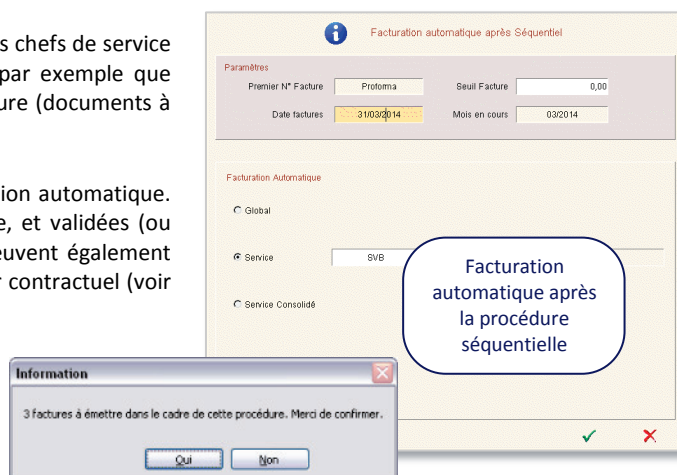 s chefs de service
par exemple que
ure (documents à
ion automatique.
e, et validées (ou
euvent également
r contractuel (voir
Facturation automatique après Séquentiel
Paramètres
Premier N° Facture Proforma Seuil Facture 0,00
Date factures 31/03/2014 Mois en cours 03/2014
Facturation Automatique
Global
Service SVB
Service Consolidé
Facturation
automatique après
la procédure
séquentielle
Information
3 factures à émettre dans le cadre de cette procédure. Merci de confirmer.
Oui Non